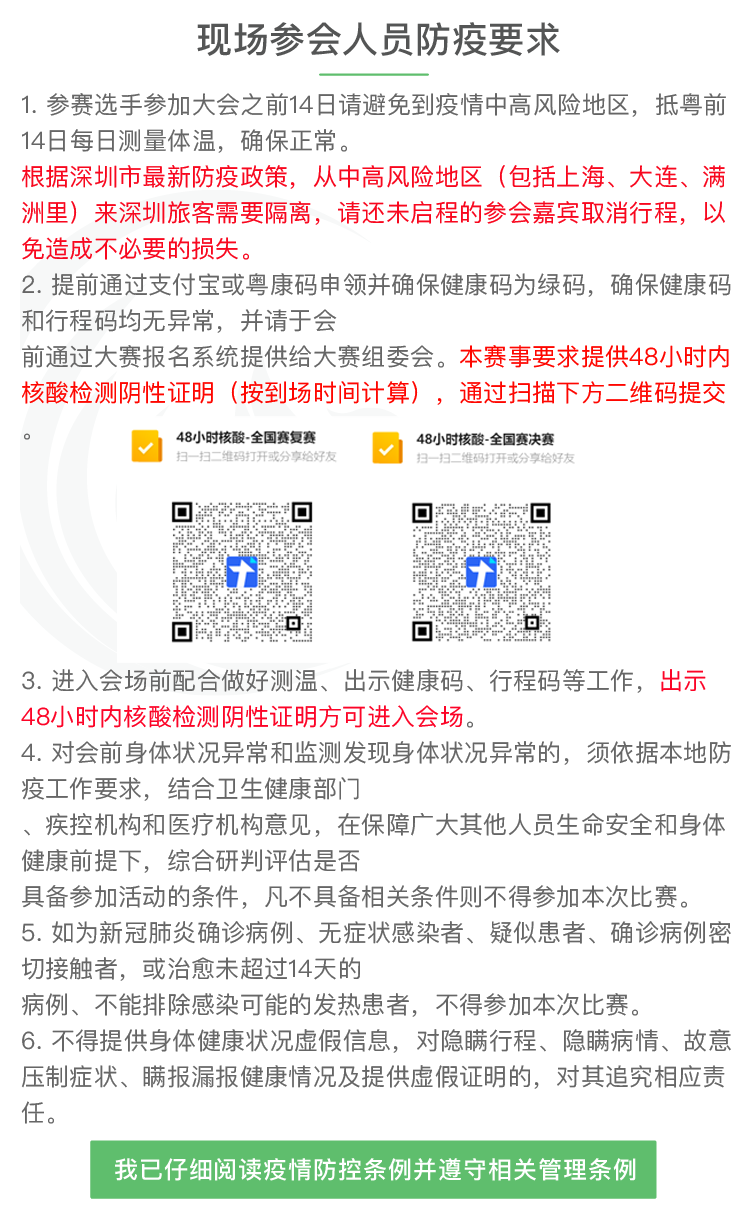 现场参会人员防疫要求
1. 参赛选手参加大会之前14日请避免到疫情中高风险地区，抵粤前
14日每日测量体温，确保正常。
根据深圳市最新防疫政策，从中高风险地区（包括上海、大连、满
洲里）来深圳旅客需要隔离，请还未启程的参会嘉宾取消行程，以
免造成不必要的损失。
2. 提前通过支付宝或粤康码申领并确保健康码为绿码，确保健康码
和行程码均无异常，并请于会
前通过大赛报名系统提供给大赛组委会。本赛事要求提供48小时内
核酸检测阴性证明（按到场时间计算），通过扫描下方二维码提交
。
48小时核酸-全国赛复赛
扫一扫二维码打开或分享给好友
48小时核酸-全国赛决赛
扫一扫二维码打开或分享给好友
3. 进入会场前配合做好测温、出示健康码、行程码等工作，出示
48小时内核酸检测阴性证明方可进入会场。
4. 对会前身体状况异常和监测发现身体状况异常的，须依据本地防
疫工作要求，结合卫生健康部门
、疾控机构和医疗机构意见，在保障广大其他人员生命安全和身体
健康前提下，综合研判评估是否
具备参加活动的条件，凡不具备相关条件则不得参加本次比赛。
5. 如为新冠肺炎确诊病例、无症状感染者、疑似患者、确诊病例密
切接触者，或治愈未超过14天的
病例、不能排除感染可能的发热患者，不得参加本次比赛。
6. 不得提供身体健康状况虚假信息，对隐瞒行程、隐瞒病情、故意
压制症状、瞒报漏报健康情况及提供虚假证明的，对其追究相应责
任。
我已仔细阅读疫情防控条例并遵守相关管理条例